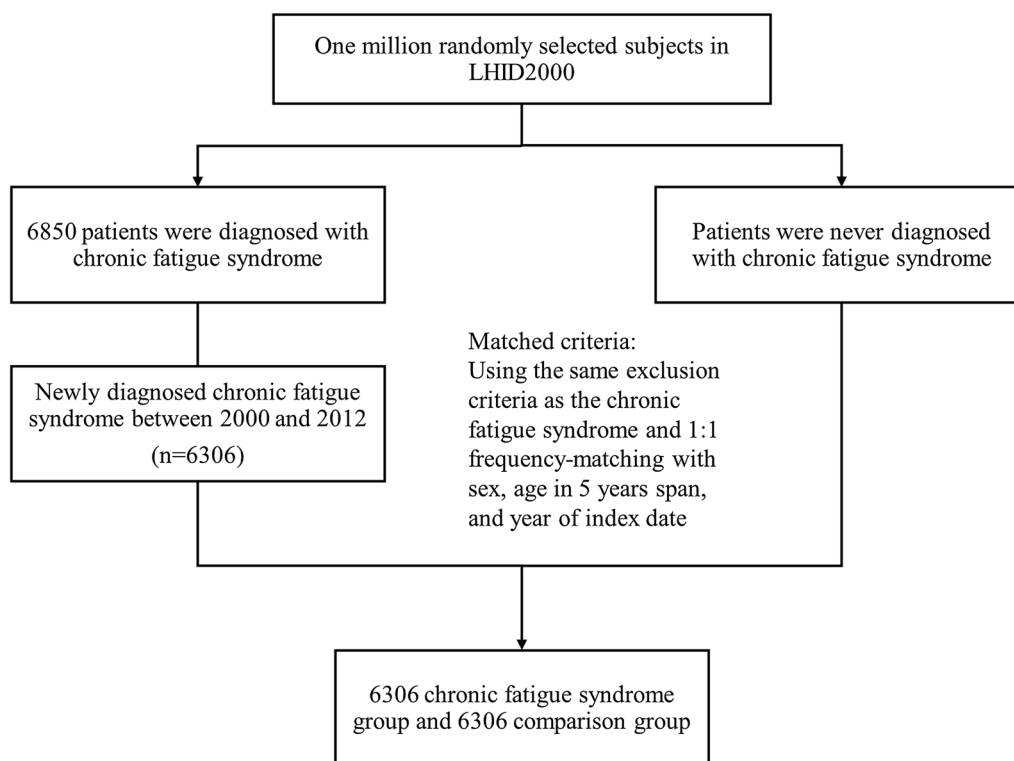 One million randomly selected subjects in
LHID2000
6850 patients were diagnosed with
chronic fatigue syndrome
Patients were never diagnosed
with chronic fatigue syndrome
Newly diagnosed chronic fatigue
syndrome between 2000 and 2012
(n=6306)
Matched criteria:
Using the same exclusion
criteria as the chronic
fatigue syndrome and 1:1
frequency-matching with
sex, age in 5 years span,
and year of index date
6306 chronic fatigue syndrome
group and 6306 comparison group